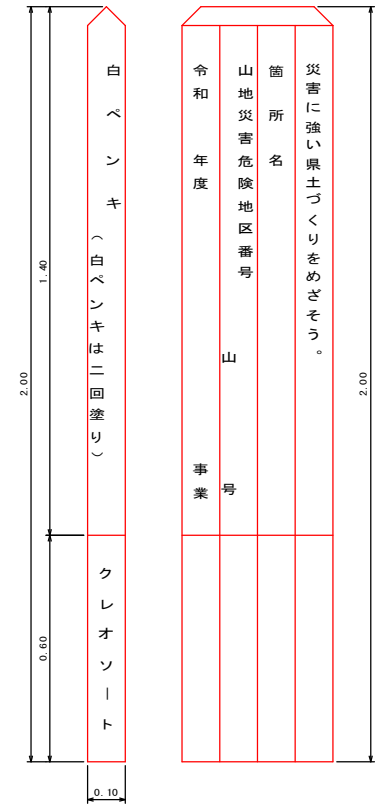 災害に強い県土づくりをめざそう。
箇所名
山地災害危険地区番号
山 号
令和 年度 事業
白ペンキ
（白ペンキは二回塗り）
クレオソート
2.00
1.40
0.60
0.10
2.00